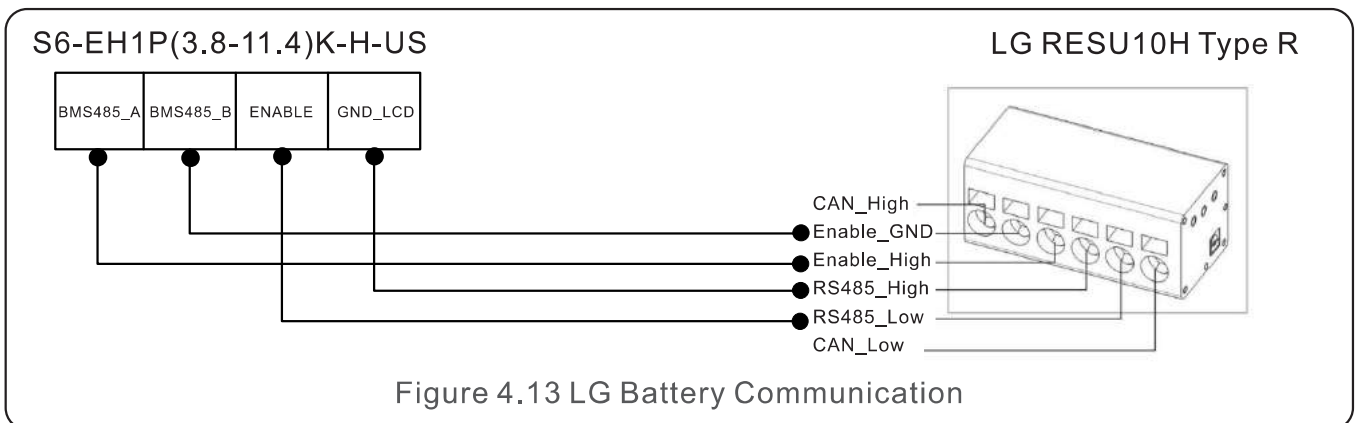 S6-EH1P(3.8-11.4)K-H-US
LG RESU10H Type R
BMS485_A BMS485_B ENABLE GND_LCD
CAN_High
Enable_GND
Enable_High
RS485_High
RS485_Low
CAN_Low
Figure 4.13 LG Battery Communication